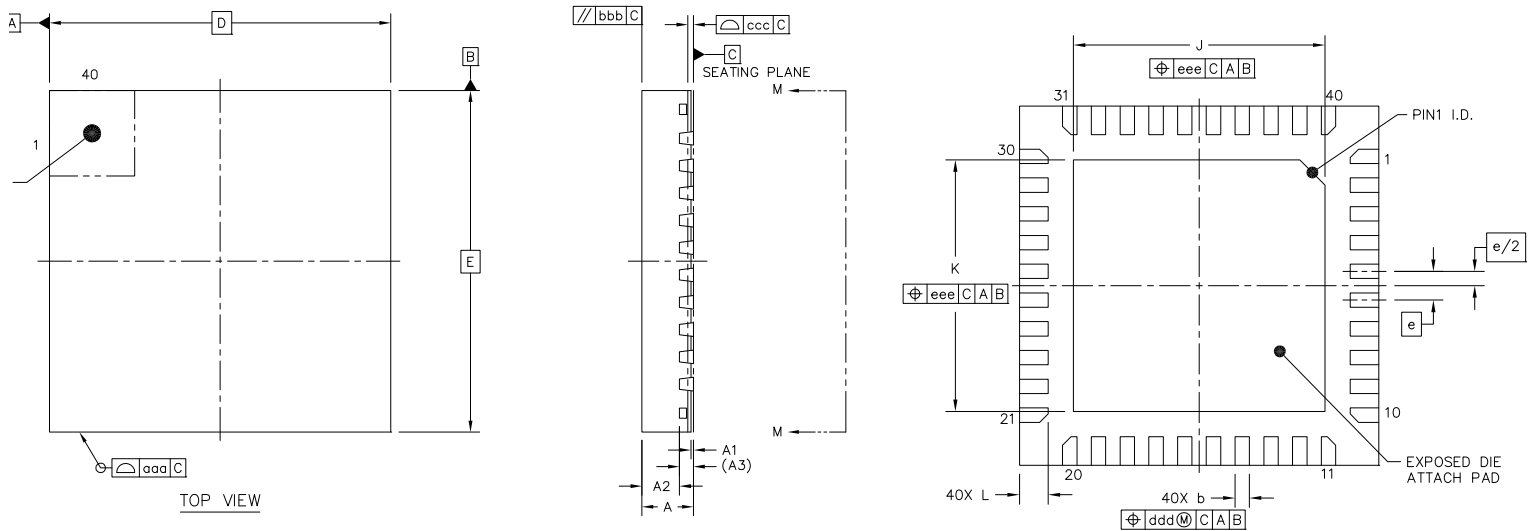 A
D
B
40
1
E
aaa C
TOP VIEW
// bbb C
ccc C
C
SEATING PLANE
M
M
A1
(A3)
A2
A
J
eee C A B
31
40
PIN1 I.D.
30
1
K
eee C A B
e/2
e
21
10
20
11
EXPOSED DIE
ATTACH PAD
40X L
40X b
ddd Ⓜ C A B